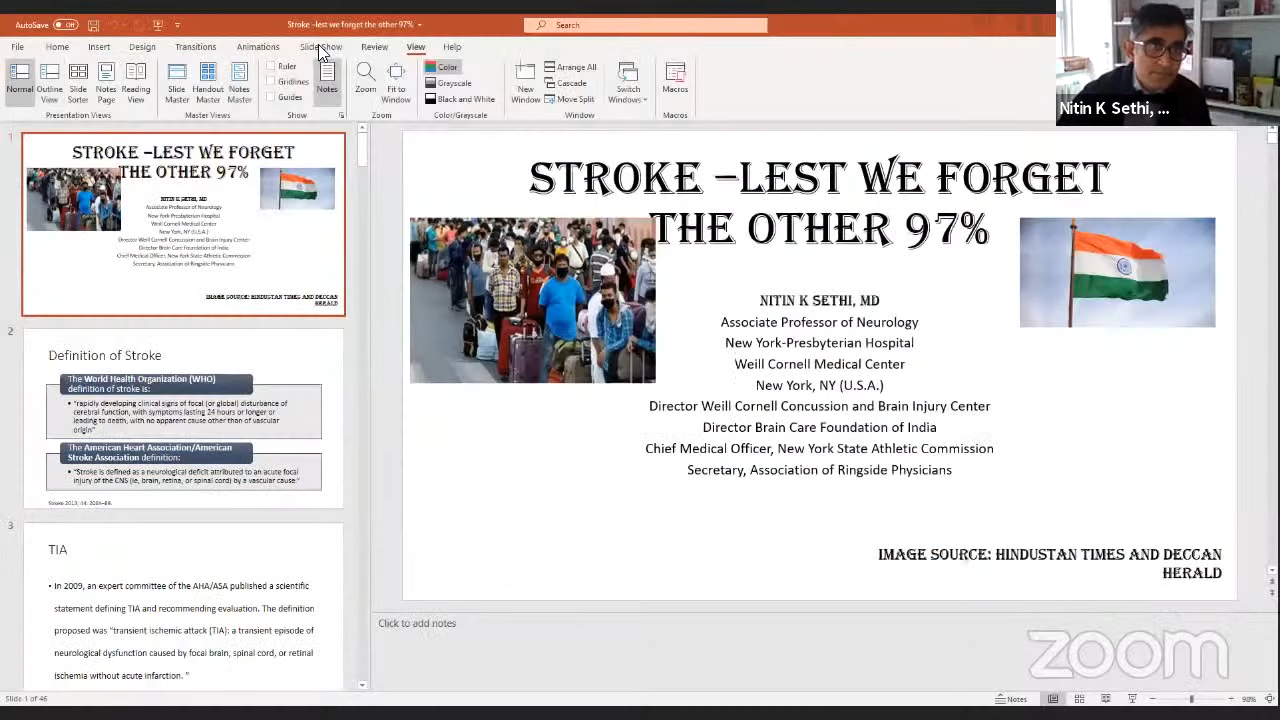 AutoSave Off
Stroke –lest we forget the other 97%
Search
File Home Insert Design Transitions Animations Slide Show Review View Help
Normal Outline View Slide Sorter Notes Page Reading View
Presentation Views
Slide Master Handout Master Notes Master
Master Views
Ruler
Gridlines
Guides
Notes
Show
Zoom Fit to Window
Zoom
Color
Grayscale
Black and White
Color/Grayscale
New Window
Arrange All
Cascade
Move Split
Switch Windows
Window
Macros
Macros
Nitin K Sethi, ...
1
STROKE –LEST WE FORGET
THE OTHER 97%
NITIN K SETHI, MD
Associate Professor of Neurology
New York-Presbyterian Hospital
Weill Cornell Medical Center
New York, NY (U.S.A.)
Director Weill Cornell Concussion and Brain Injury Center
Director Brain Care Foundation of India
Chief Medical Officer, New York State Athletic Commission
Secretary, Association of Ringside Physicians
IMAGE SOURCE: HINDUSTAN TIMES AND DECCAN
HERALD
2
Definition of Stroke
The World Health Organization (WHO)
definition of stroke is:
• "rapidly developing clinical signs of focal (or global) disturbance of
cerebral function, with symptoms lasting 24 hours or longer or
leading to death, with no apparent cause other than of vascular
origin"
The American Heart Association/American
Stroke Association definition:
• "Stroke is defined as a neurological deficit attributed to an acute focal
injury of the CNS (ie, brain, retina, or spinal cord) by a vascular cause."
3
TIA
• In 2009, an expert committee of the AHA/ASA published a scientific
statement defining TIA and recommending evaluation. The definition
proposed was "transient ischemic attack (TIA): a transient episode of
neurological dysfunction caused by focal brain, spinal cord, or retinal
ischemia without acute infarction. "
STROKE –LEST WE FORGET
THE OTHER 97%
NITIN K SETHI, MD
Associate Professor of Neurology
New York-Presbyterian Hospital
Weill Cornell Medical Center
New York, NY (U.S.A.)
Director Weill Cornell Concussion and Brain Injury Center
Director Brain Care Foundation of India
Chief Medical Officer, New York State Athletic Commission
Secretary, Association of Ringside Physicians
IMAGE SOURCE: HINDUSTAN TIMES AND DECCAN
HERALD
Click to add notes
zoom
Slide 1 of 46
Notes
98%